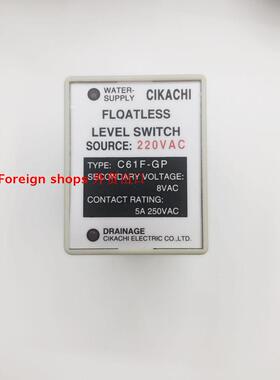 WATER-
SUPPLY
CIKACHI
FLOATLESS
LEVEL SWITCH
SOURCE: 220VAC
Foreign shops
TYPE: C61F-GP
SECONDARY VOLTAGE:
8VAC
CONTACT RATING:
5A 250VAC
DRAINAGE
CIKACHI ELECTRIC CO.,LTD.